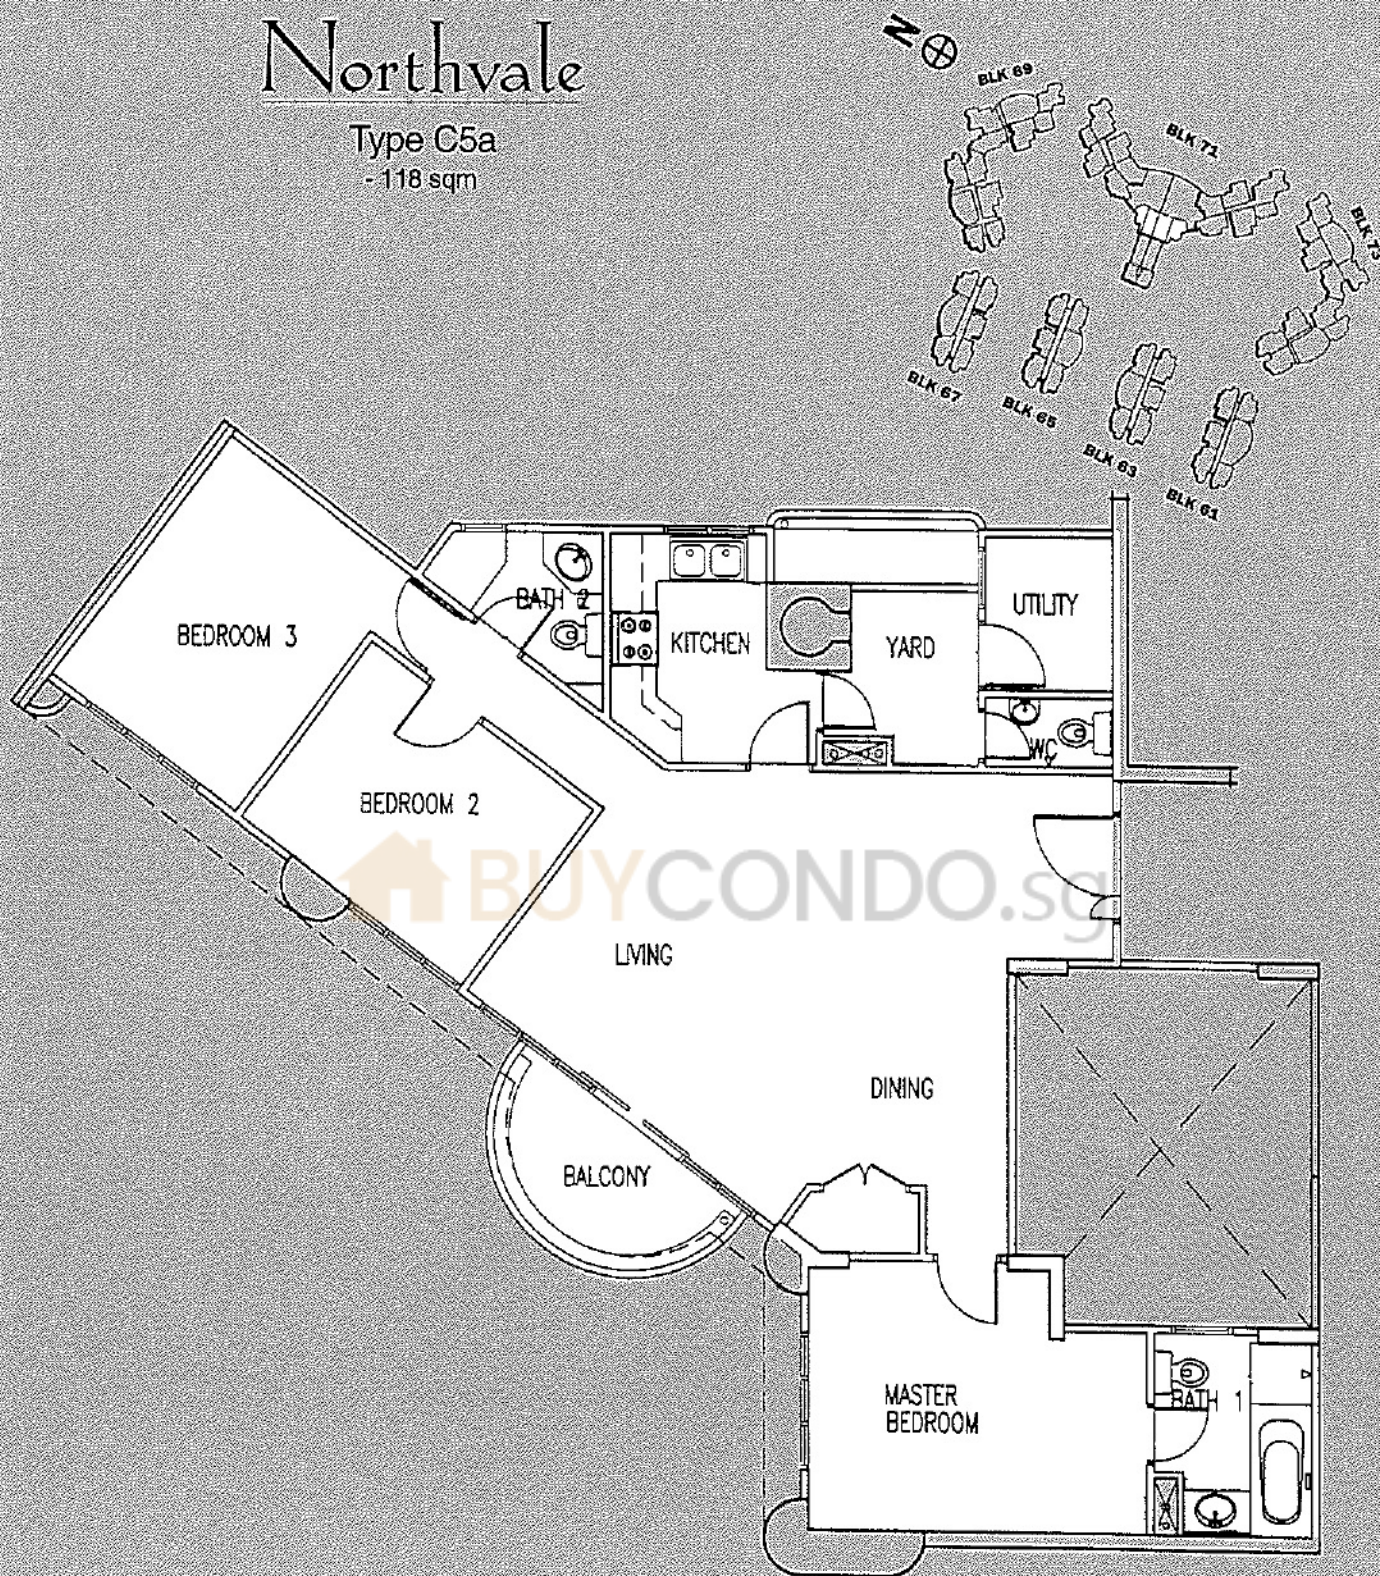 Northvale
Type C5a
- 118 sqm
N
BLK 69
BLK 71
BLK 73
BLK 67
BLK 65
BLK 63
BLK 61
BEDROOM 3
BATH 2
KITCHEN
YARD
UTILITY
WC
BEDROOM 2
BUYCONDO.sg
LIVING
DINING
BALCONY
MASTER
BEDROOM
BATH 1